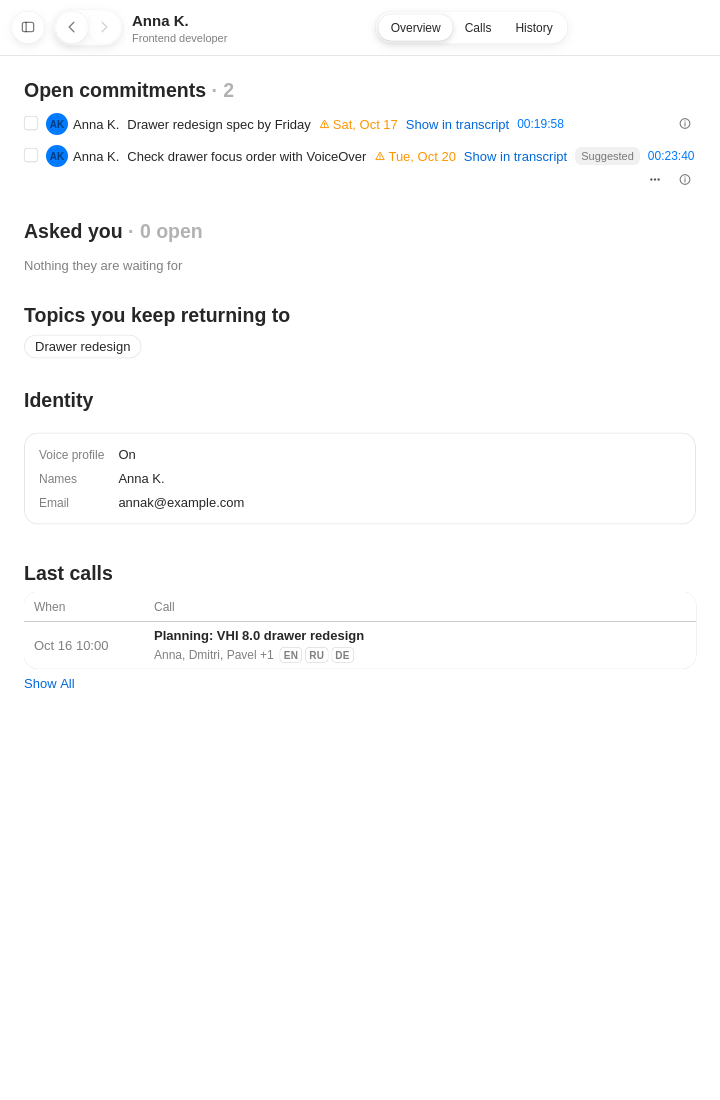 Anna K.
Frontend developer
Overview Calls History
Open commitments · 2
AK Anna K. Drawer redesign spec by Friday Sat, Oct 17 Show in transcript 00:19:58
AK Anna K. Check drawer focus order with VoiceOver Tue, Oct 20 Show in transcript Suggested 00:23:40
Asked you · 0 open
Nothing they are waiting for
Topics you keep returning to
Drawer redesign
Identity
Voice profile On
Names Anna K.
Email annak@example.com
Last calls
When Call
Oct 16 10:00 Planning: VHI 8.0 drawer redesign
Anna, Dmitri, Pavel +1 EN RU DE
Show All